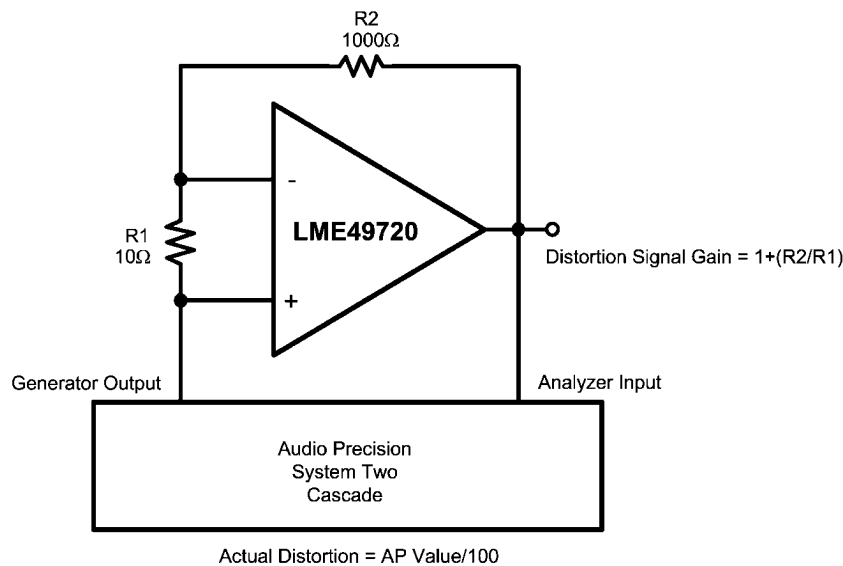 R2
1000Ω
-
LME49720
R1
10Ω
+
Distortion Signal Gain = 1+(R2/R1)
Generator Output
Analyzer Input
Audio Precision
System Two
Cascade
Actual Distortion = AP Value/100